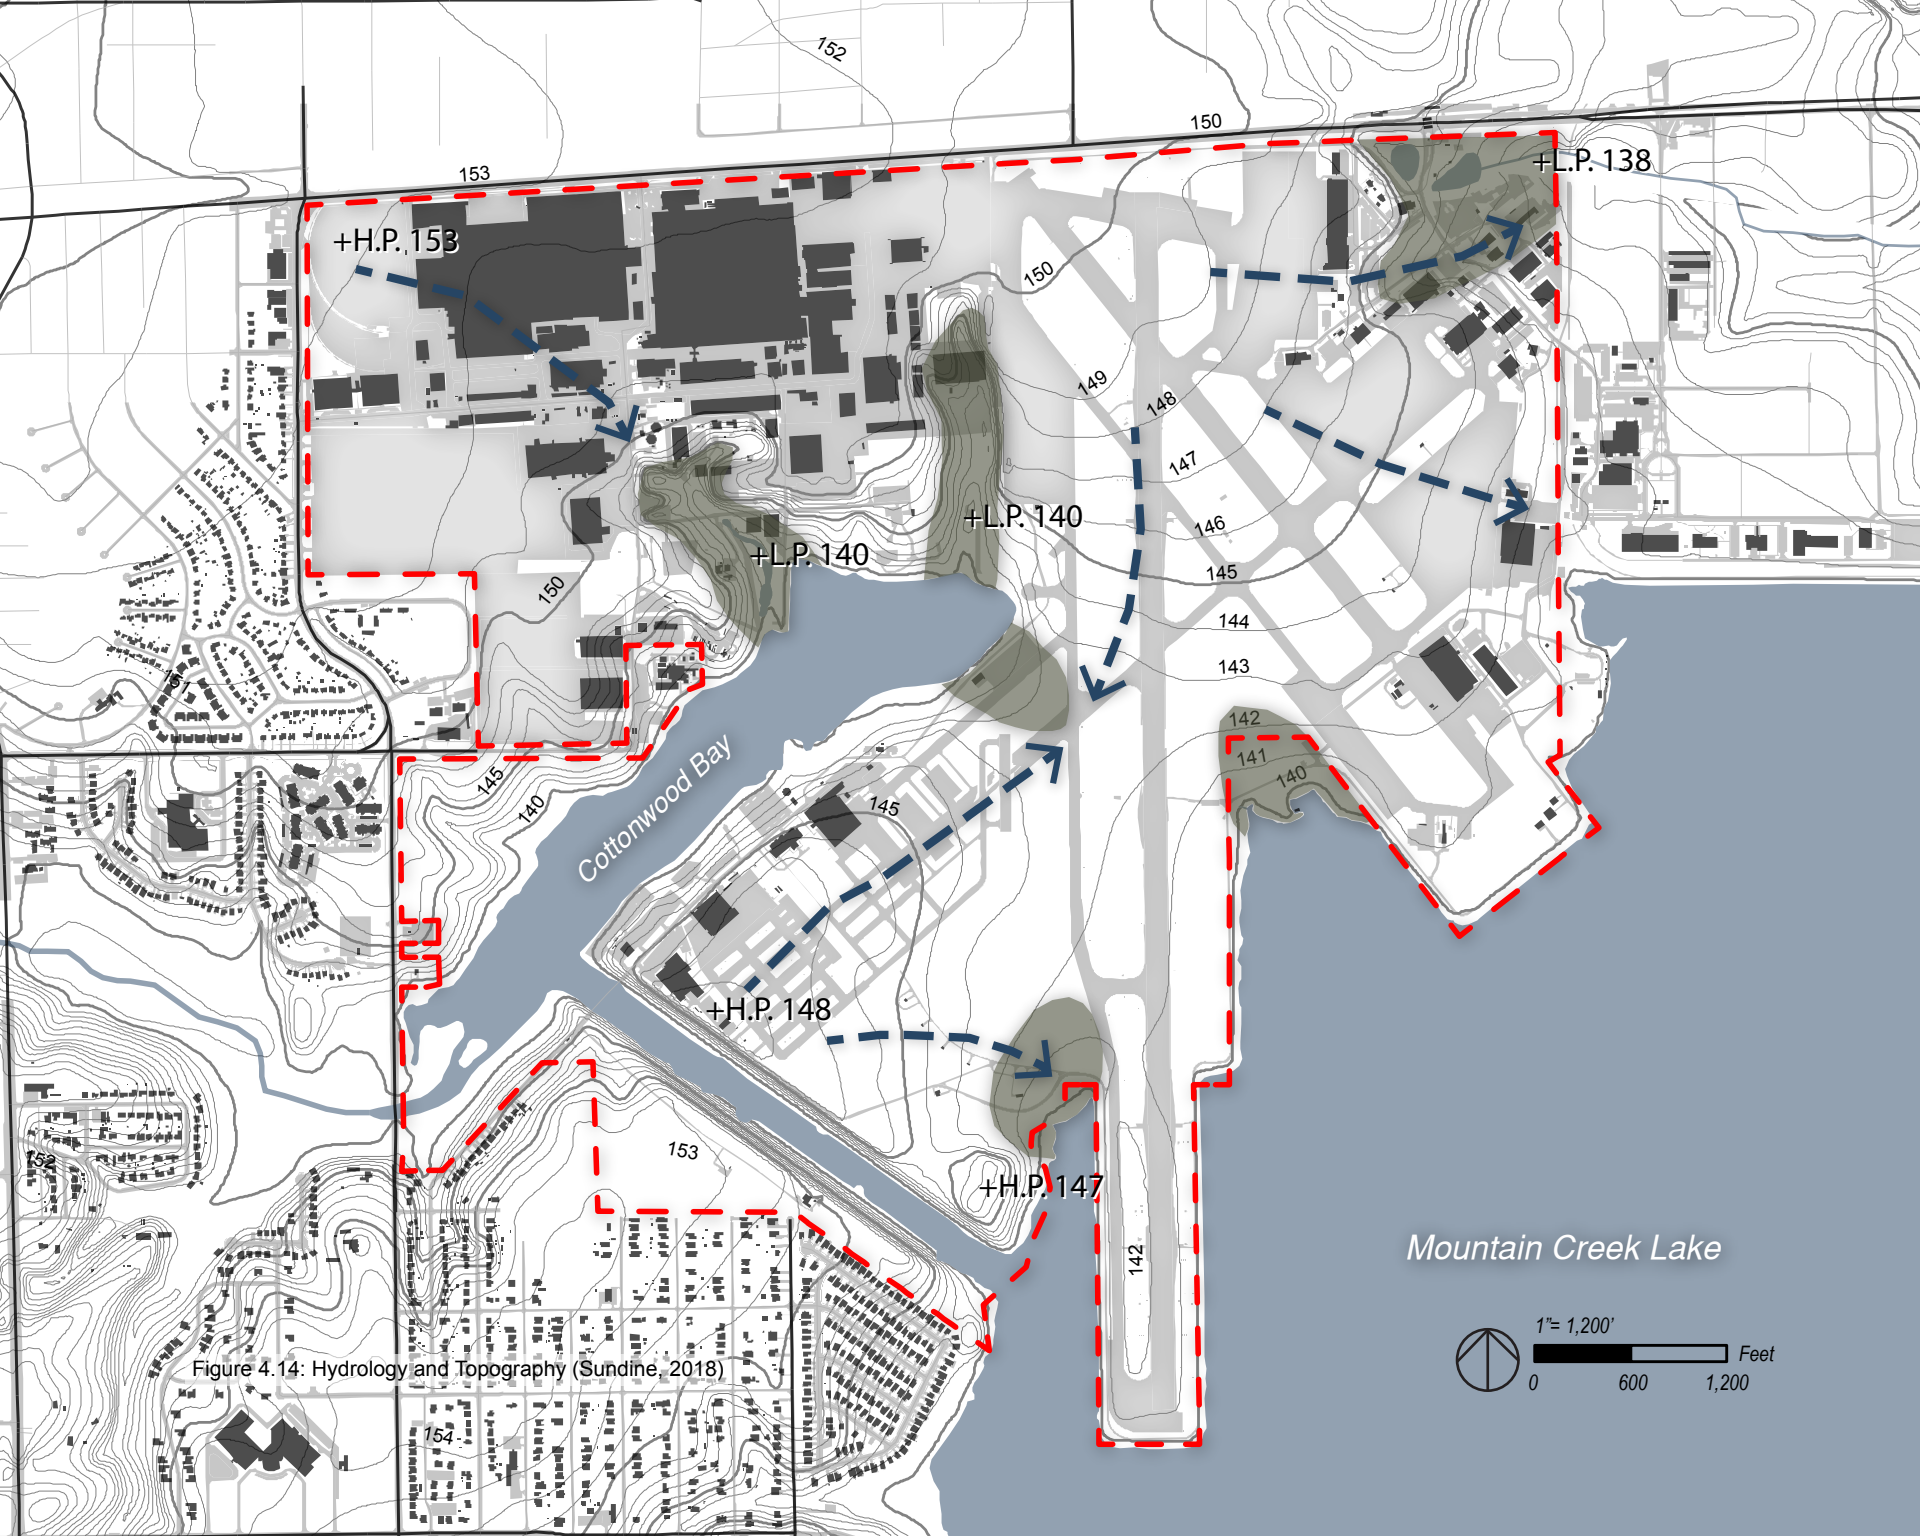 152
150
153
+L.P. 138
+H.P. 153
150
149
148
147
+L.P. 140
146
+L.P. 140
145
150
144
143
151
142
141
140
145
140
Cottonwood Bay
145
+H.P. 148
153
152
+H.P. 147
142
Mountain Creek Lake
1”= 1,200’
Feet
0 600 1,200
Figure 4.14: Hydrology and Topography (Sundine, 2018)
154